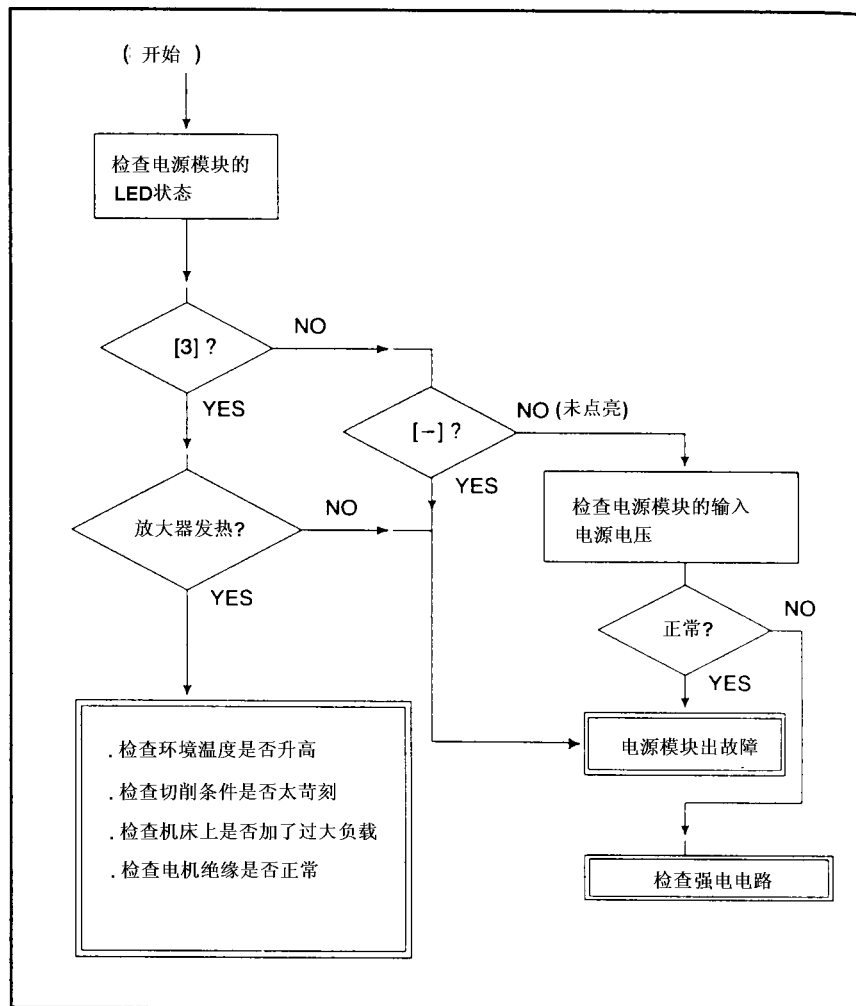 ( 开始 )
检查电源模块的
LED状态
[3] ?
NO
YES
[−] ?
NO (未点亮)
YES
放大器发热?
NO
YES
检查电源模块的输入
电源电压
正常?
NO
YES
电源模块出故障
检查强电电路
. 检查环境温度是否升高
. 检查切削条件是否太苛刻
. 检查机床上是否加了过大负载
. 检查电机绝缘是否正常